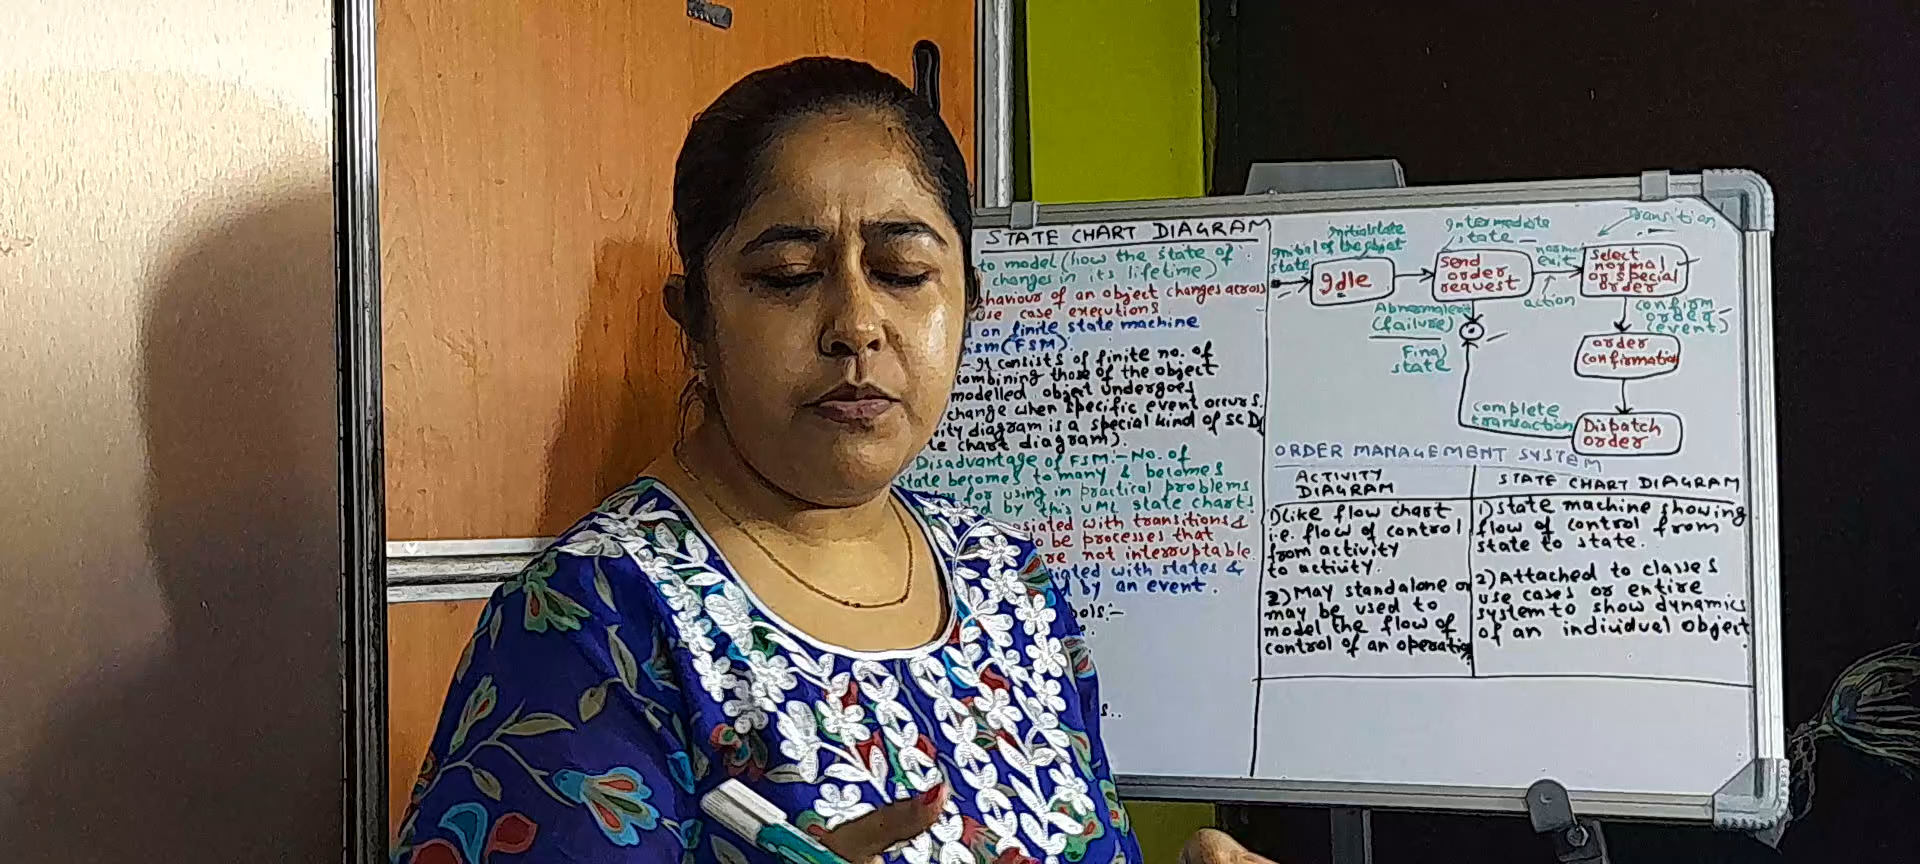 STATE CHART DIAGRAM
to model (how the state of
changes in its lifetime)
haviour of an object changes across
use case executions
on finite state machine
(FSM)
- It consists of finite no. of
combining those of the object
modelled object undergoes
change when specific event occurs.
ity diagram is a special kind of SCD
te chart diagram).
Disadvantage of FSM:- No. of
state becomes to many & becomes
for using in practical problems
by this UML state charts
osiated with transitions &
o be processes that
re not interruptable.
iated with states &
d by an event.
bols:-
s..
initial
state
Initial state
of the object
Idle
Intermediate
state
Send
order
request
normal
exit
action
Transition
Select
normal
or special
order
Abnormal exit
(failure)
Final
state
confirm
order
(event)
order
confirmation
complete
transaction
Dispatch
order
ORDER MANAGEMENT SYSTEM
ACTIVITY
DIAGRAM
1) Like flow chart
i.e. flow of control
from activity
to activity.
2) May standalone or
may be used to
model the flow of
control of an operation.
STATE CHART DIAGRAM
1) State machine showing
flow of control from
state to state.
2) Attached to classes
use cases or entire
system to show dynamics
of an individual object.